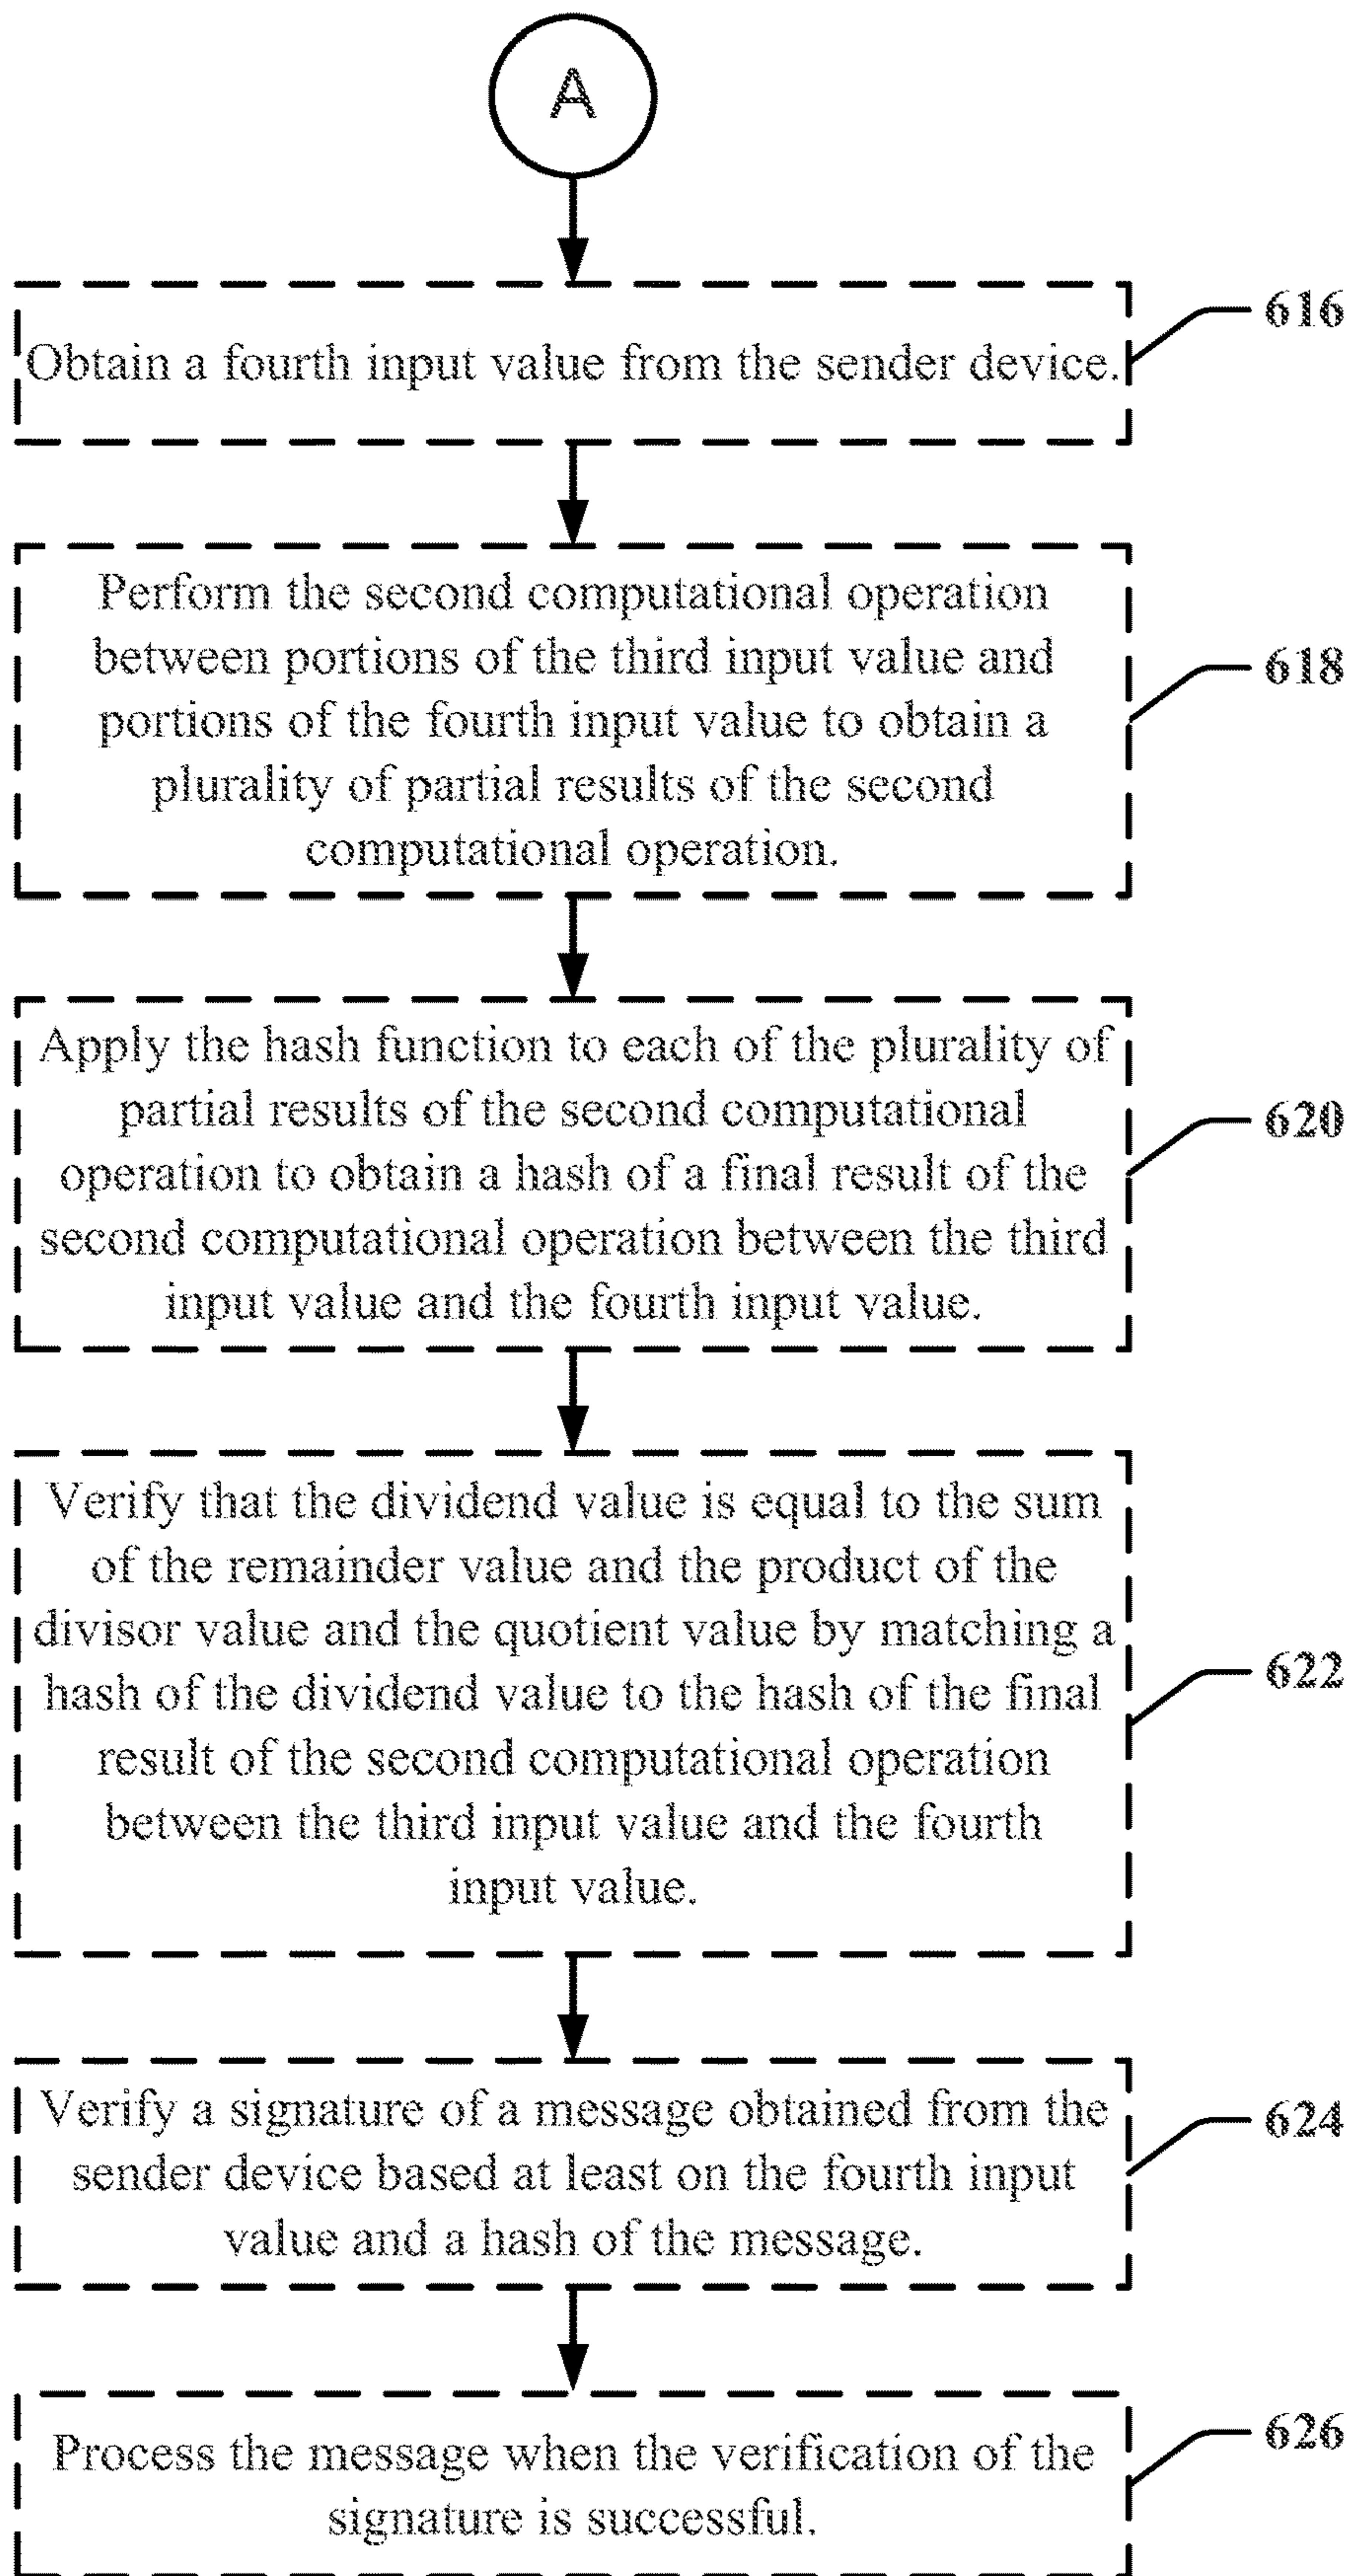 A
616
Obtain a fourth input value from the sender device.
Perform the second computational operation
between portions of the third input value and
618
portions of the fourth input value to obtain a
plurality of partial results of the second
computational operation.
Apply the hash function to each of the plurality of
partial results of the second computational
620
operation to obtain a hash of a final result of the
second computational operation between the third
input value and the fourth input value.
Verify that the dividend value is equal to the sum
of the remainder value and the product of the
divisor value and the quotient value by matching a
622
hash of the dividend value to the hash of the final
result of the second computational operation
between the third input value and the fourth
input value.
Verify a signature of a message obtained from the
624
sender device based at least on the fourth input
value and a hash of the message.
626
Process the message when the verification of the
signature is successful.